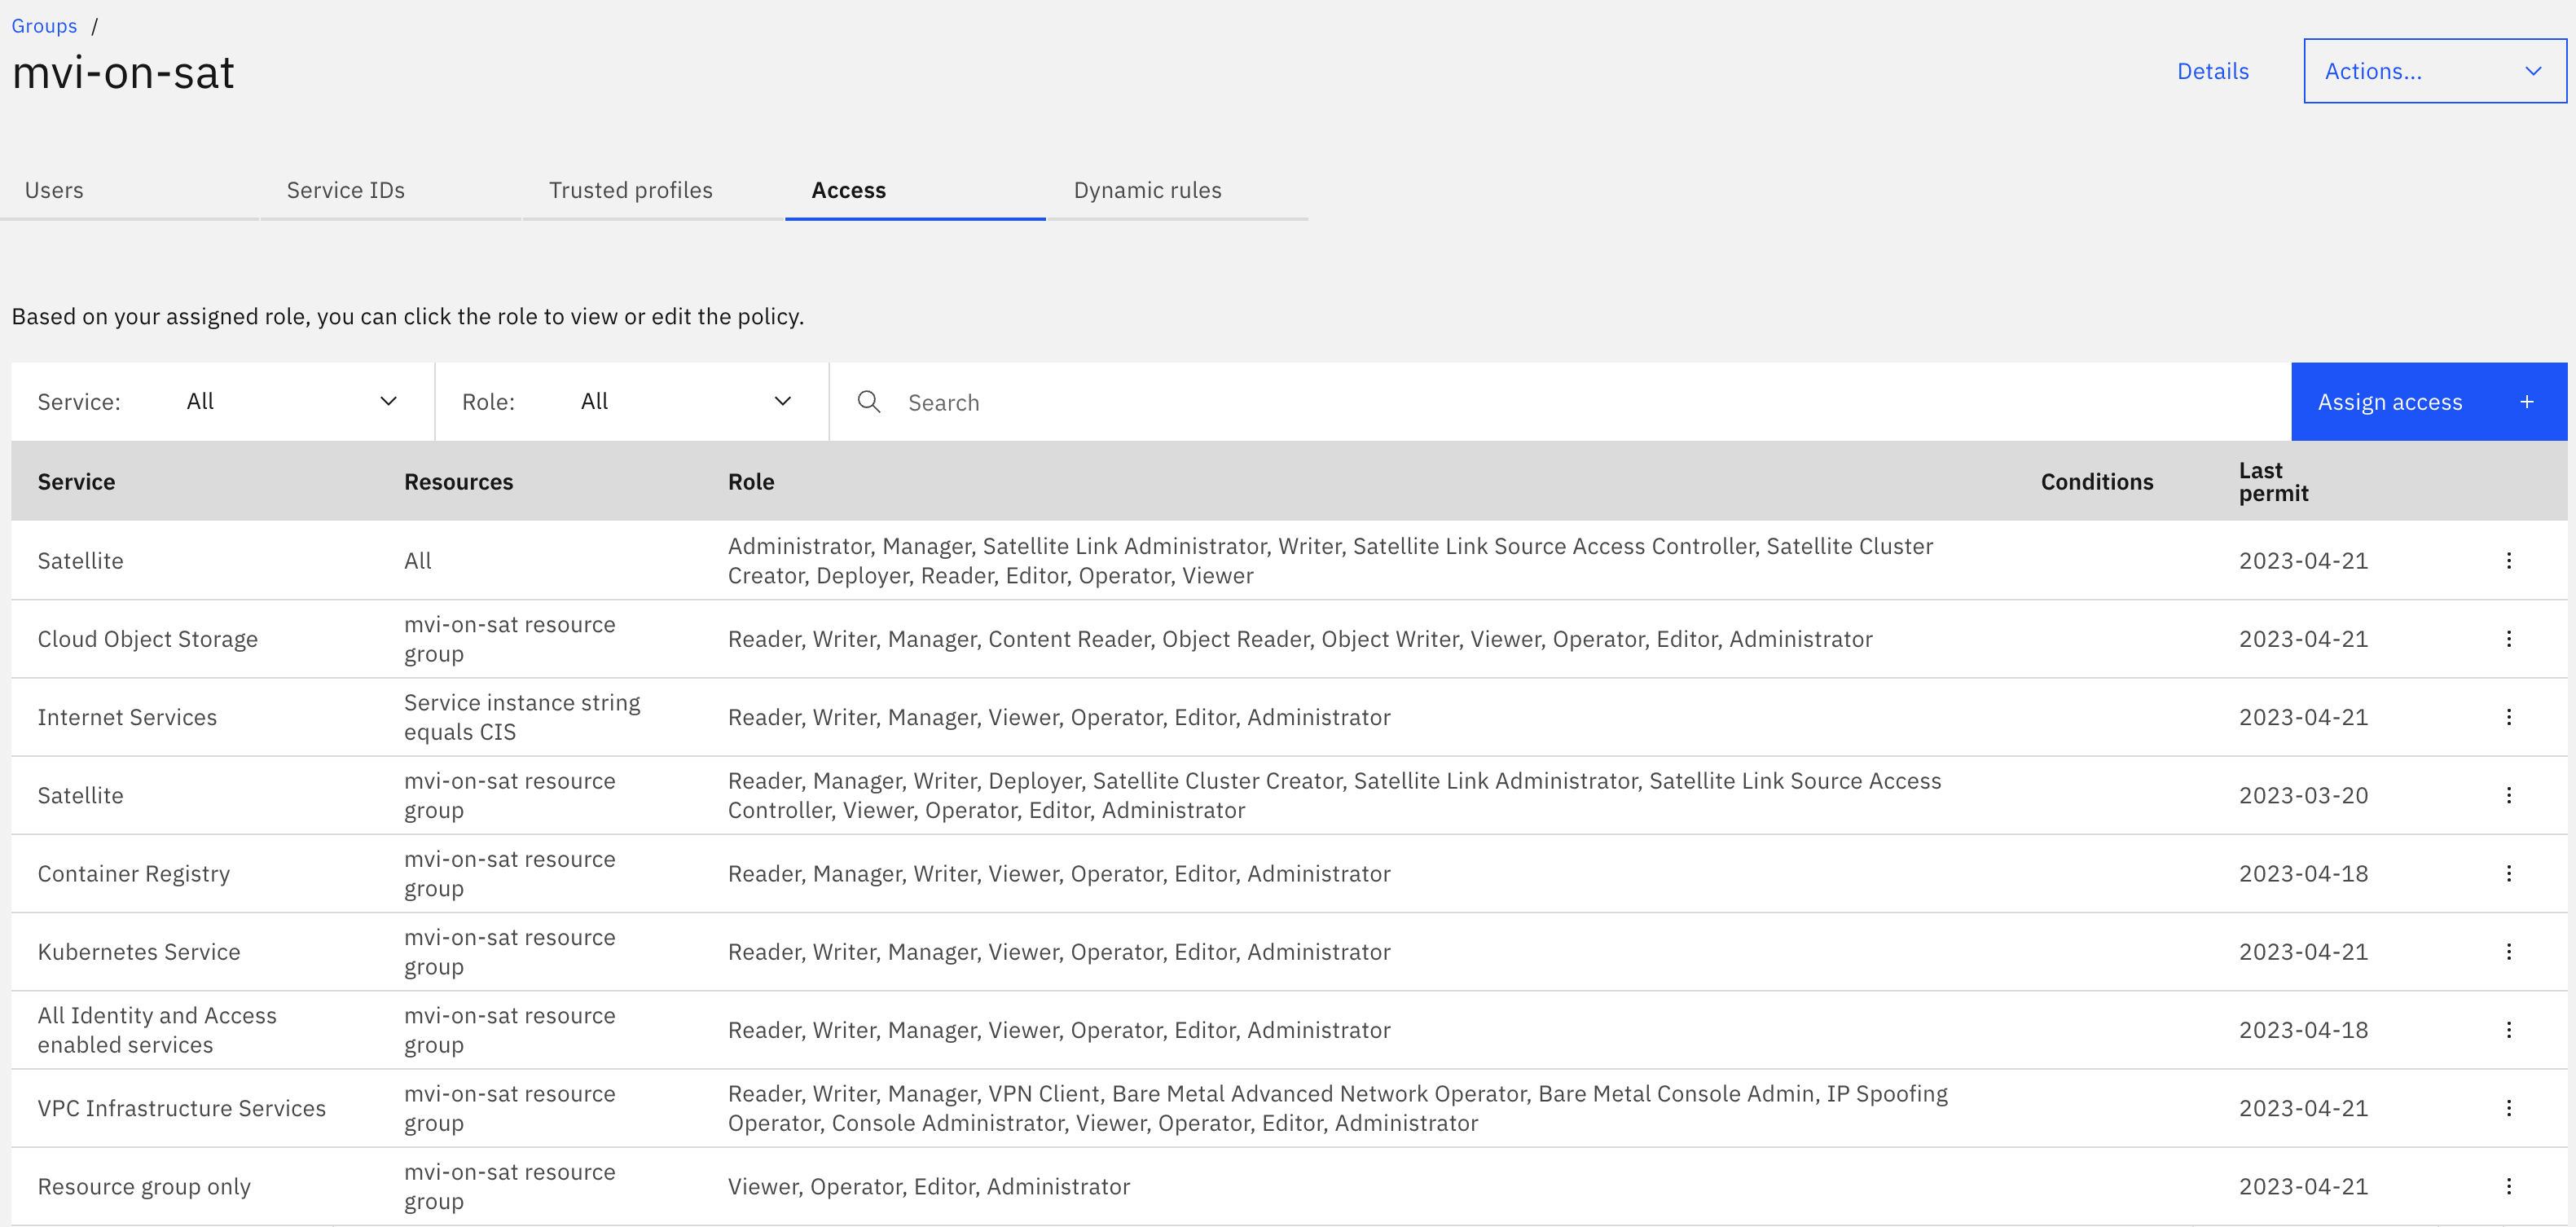 Groups /
mvi-on-sat
Details
Actions...
Users
Service IDs
Trusted profiles
Access
Dynamic rules
Based on your assigned role, you can click the role to view or edit the policy.
Service: All
Role: All
Search
Assign access +
Service
Resources
Role
Conditions
Last
permit
Satellite
All
Administrator, Manager, Satellite Link Administrator, Writer, Satellite Link Source Access Controller, Satellite Cluster
Creator, Deployer, Reader, Editor, Operator, Viewer
2023-04-21
Cloud Object Storage
mvi-on-sat resource
group
Reader, Writer, Manager, Content Reader, Object Reader, Object Writer, Viewer, Operator, Editor, Administrator
2023-04-21
Internet Services
Service instance string
equals CIS
Reader, Writer, Manager, Viewer, Operator, Editor, Administrator
2023-04-21
Satellite
mvi-on-sat resource
group
Reader, Manager, Writer, Deployer, Satellite Cluster Creator, Satellite Link Administrator, Satellite Link Source Access
Controller, Viewer, Operator, Editor, Administrator
2023-03-20
Container Registry
mvi-on-sat resource
group
Reader, Manager, Writer, Viewer, Operator, Editor, Administrator
2023-04-18
Kubernetes Service
mvi-on-sat resource
group
Reader, Writer, Manager, Viewer, Operator, Editor, Administrator
2023-04-21
All Identity and Access
enabled services
mvi-on-sat resource
group
Reader, Writer, Manager, Viewer, Operator, Editor, Administrator
2023-04-18
VPC Infrastructure Services
mvi-on-sat resource
group
Reader, Writer, Manager, VPN Client, Bare Metal Advanced Network Operator, Bare Metal Console Admin, IP Spoofing
Operator, Console Administrator, Viewer, Operator, Editor, Administrator
2023-04-21
Resource group only
mvi-on-sat resource
group
Viewer, Operator, Editor, Administrator
2023-04-21